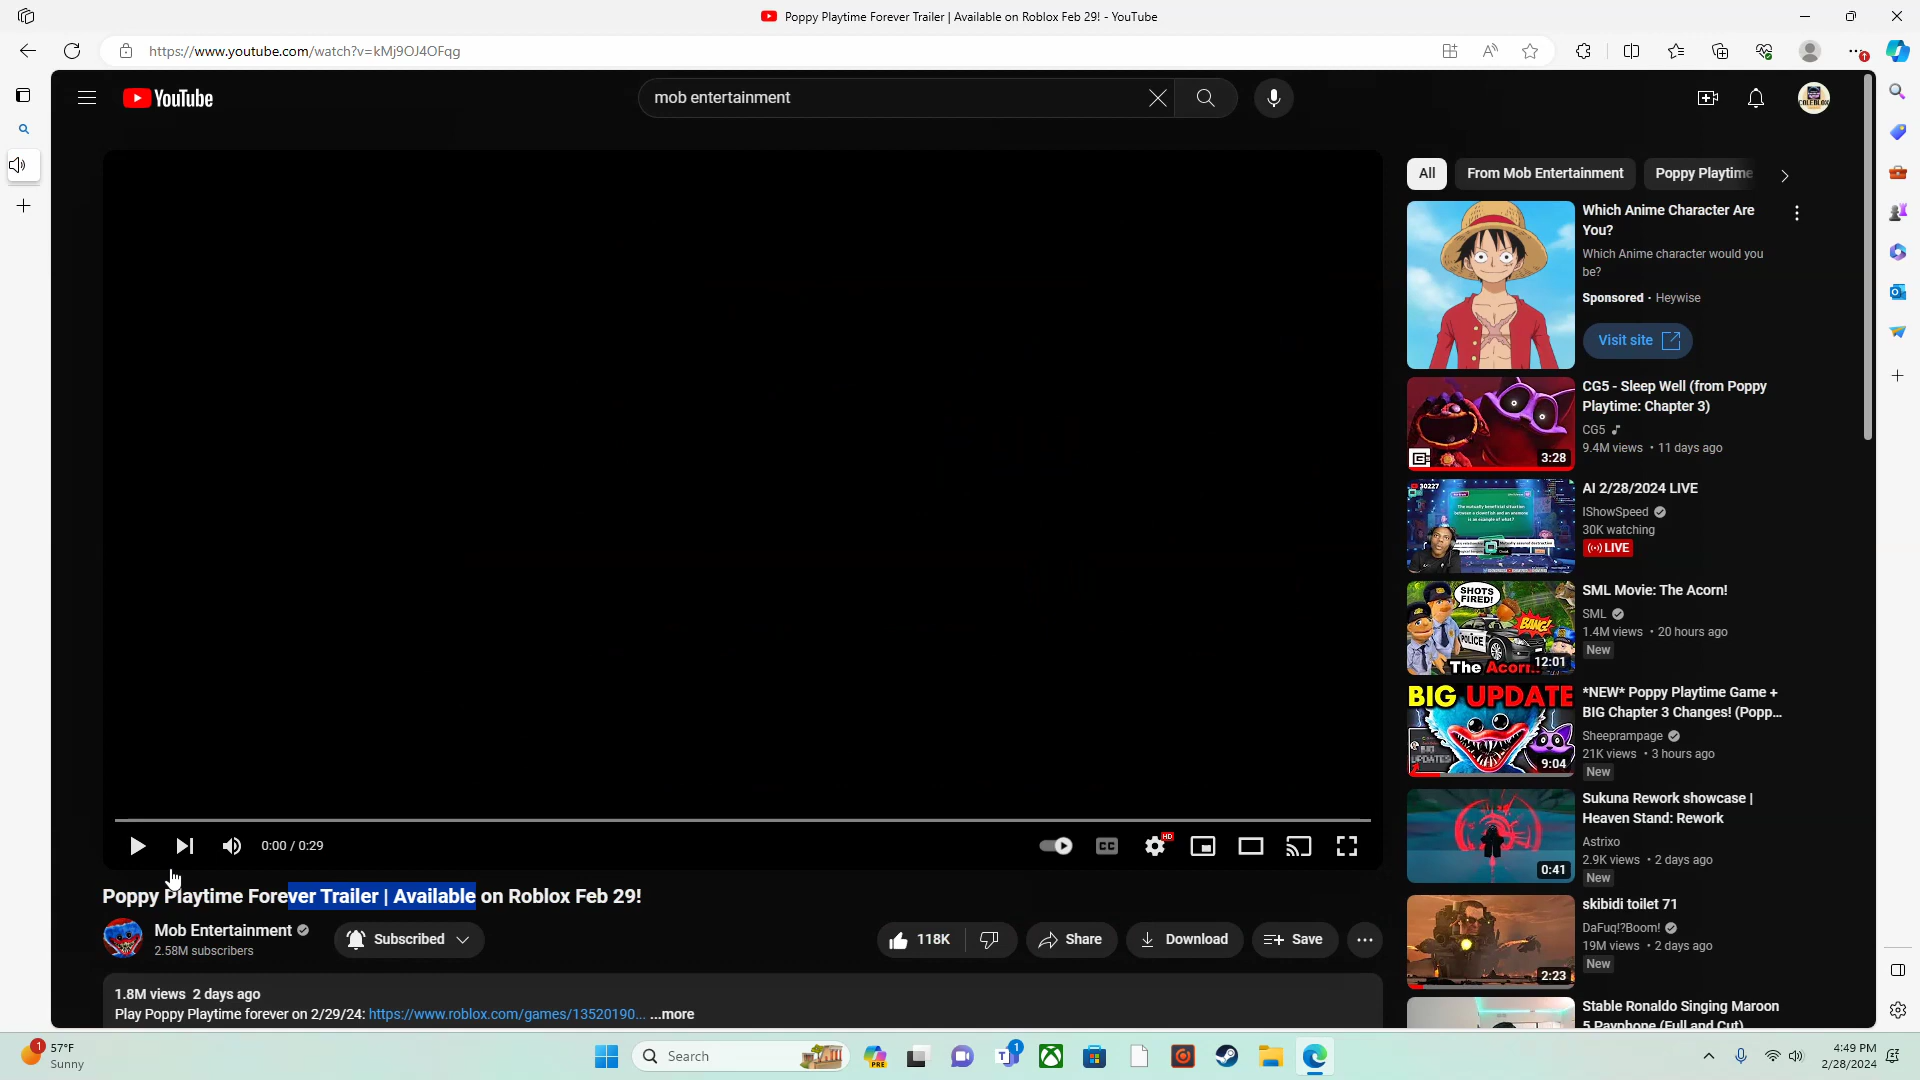 Poppy Playtime Forever Trailer | Available on Roblox Feb 29! - YouTube
https://www.youtube.com/watch?v=kMj9OJ4OFqg
YouTube
mob entertainment
COLEBLOX
All
From Mob Entertainment
Poppy Playtime
Which Anime Character Are
You?
Which Anime character would you
be?
Sponsored · Heywise
Visit site
CG5 - Sleep Well (from Poppy
Playtime: Chapter 3)
CG5
9.4M views · 11 days ago
3:28
AI 2/28/2024 LIVE
IShowSpeed
30K watching
LIVE
30227
SHOTS
FIRED!
BANG!
POLICE
The Acorn
12:01
SML Movie: The Acorn!
SML
1.4M views · 20 hours ago
New
BIG UPDATE
UPDATES
9:04
*NEW* Poppy Playtime Game +
BIG Chapter 3 Changes! (Popp...
Sheeprampage
21K views · 3 hours ago
New
0:41
Sukuna Rework showcase |
Heaven Stand: Rework
Astrixo
2.9K views · 2 days ago
New
2:23
skibidi toilet 71
DaFuq!?Boom!
19M views · 2 days ago
New
Stable Ronaldo Singing Maroon
5 Payphone (Full and Cut)
0:00 / 0:29
CC
HD
Poppy Playtime Forever Trailer | Available on Roblox Feb 29!
Mob Entertainment
2.58M subscribers
Subscribed
118K
Share
Download
Save
1.8M views 2 days ago
Play Poppy Playtime forever on 2/29/24: https://www.roblox.com/games/13520190... ...more
1
57°F
Sunny
Search
PRE
1
4:49 PM
2/28/2024